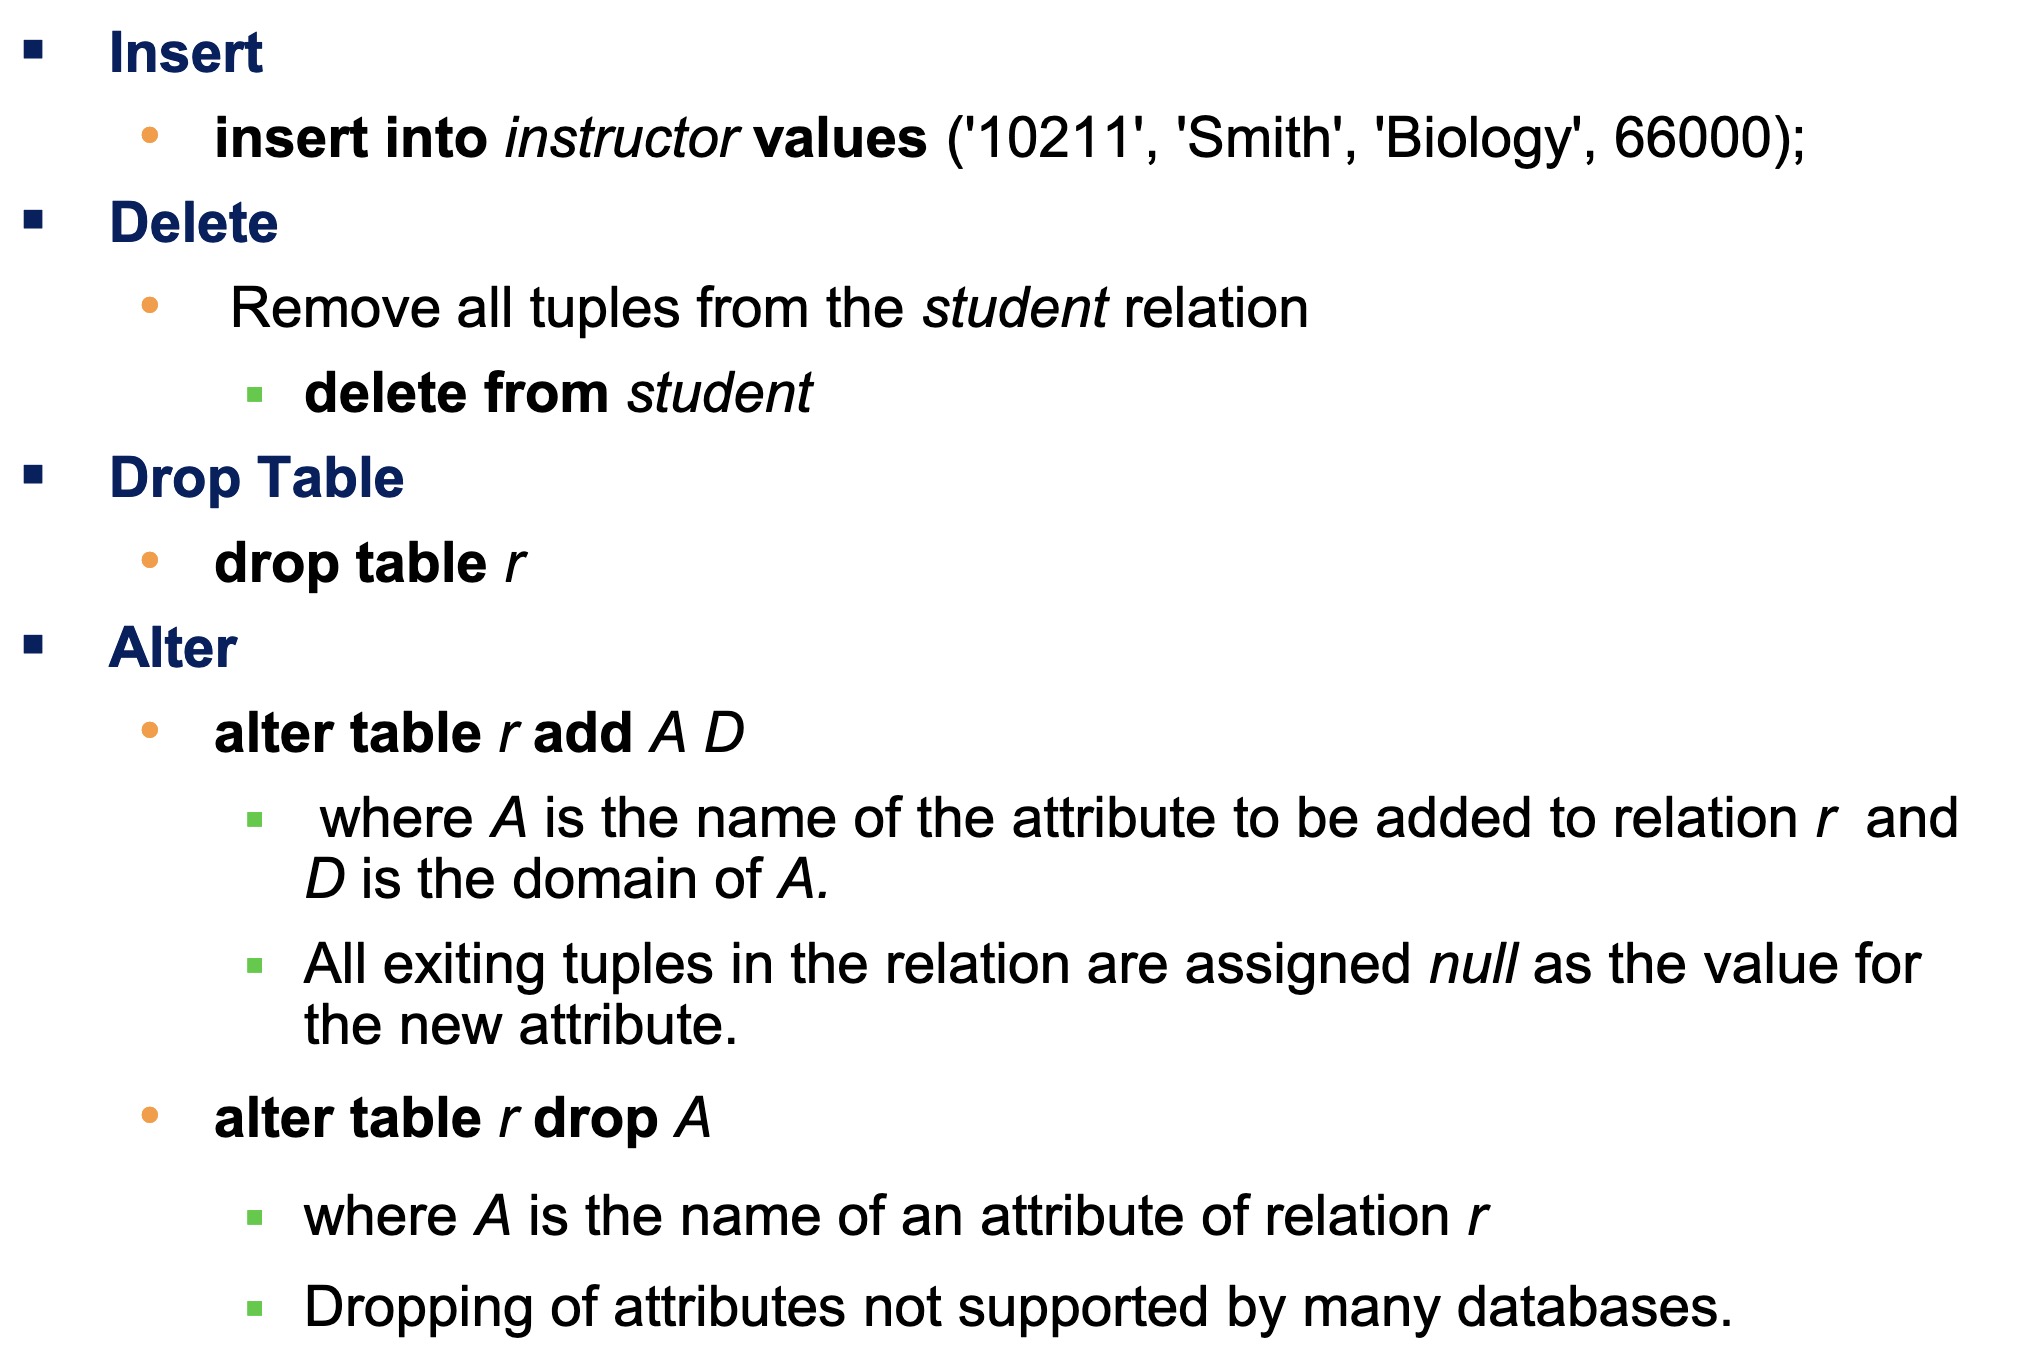 Insert
insert into instructor values ('10211', 'Smith', 'Biology', 66000);
Delete
Remove all tuples from the student relation
delete from student
Drop Table
drop table r
Alter
alter table r add A D
where A is the name of the attribute to be added to relation r and
D is the domain of A.
All exiting tuples in the relation are assigned null as the value for
the new attribute.
alter table r drop A
where A is the name of an attribute of relation r
Dropping of attributes not supported by many databases.